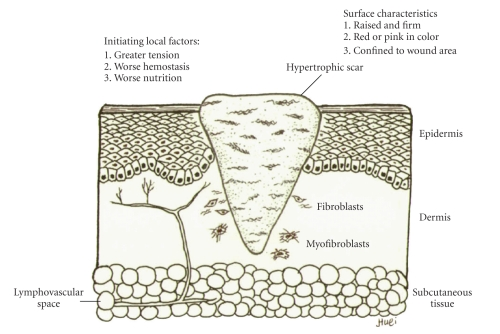 Surface characteristics
1. Raised and firm
2. Red or pink in color
3. Confined to wound area
Initiating local factors:
1. Greater tension
2. Worse hemostasis
3. Worse nutrition
Hypertrophic scar
Epidermis
Fibroblasts
Dermis
Myofibroblasts
Lymphovascular
space
Subcutaneous
tissue